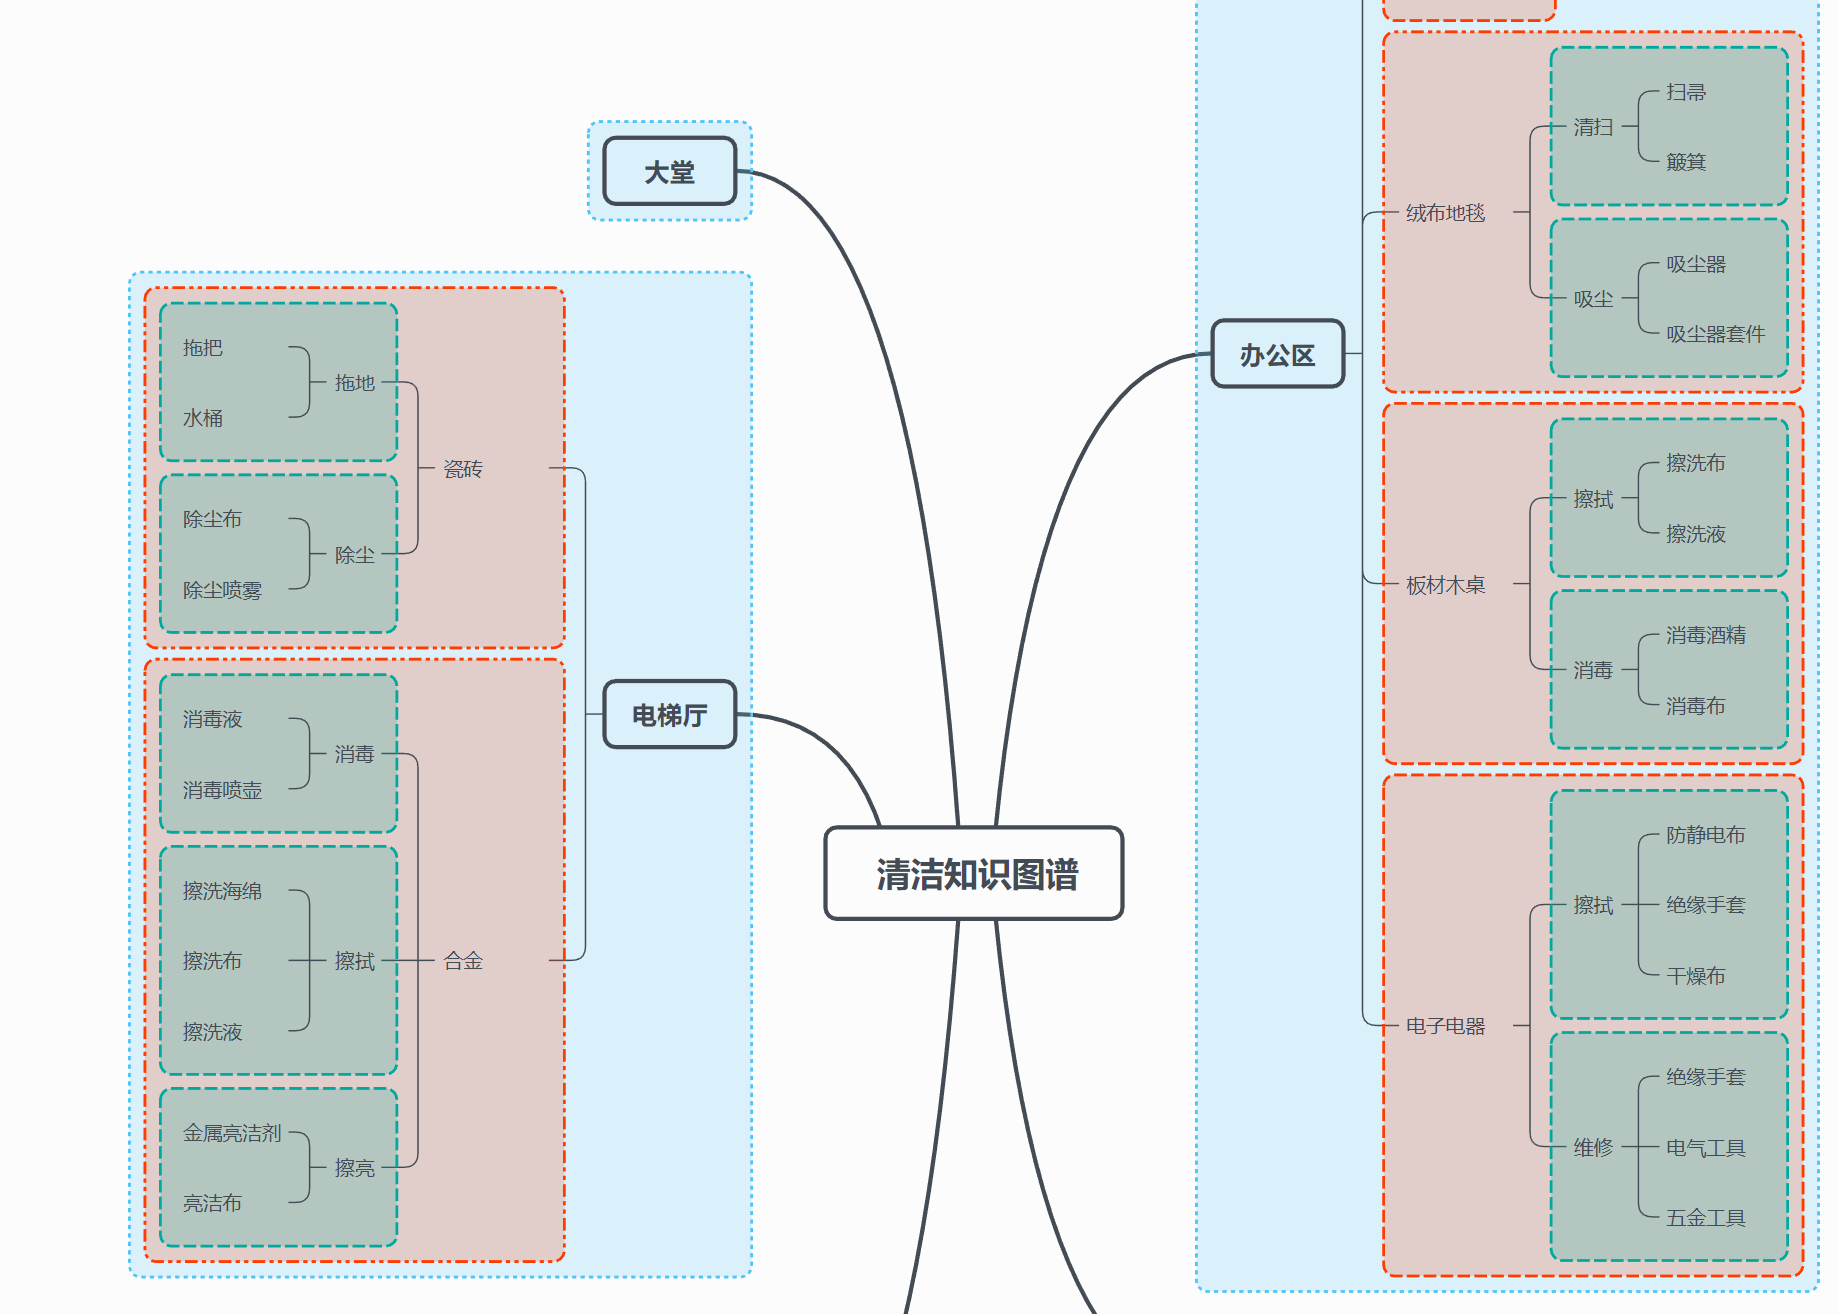 大堂
拖把
水桶
拖地
除尘布
除尘喷雾
除尘
瓷砖
消毒液
消毒喷壶
消毒
擦洗海绵
擦洗布
擦洗液
擦拭
金属亮洁剂
亮洁布
擦亮
合金
电梯厅
清洁知识图谱
办公区
绒布地毯
清扫
扫帚
簸箕
吸尘
吸尘器
吸尘器套件
板材木桌
擦拭
擦洗布
擦洗液
消毒
消毒酒精
消毒布
电子电器
擦拭
防静电布
绝缘手套
干燥布
维修
绝缘手套
电气工具
五金工具